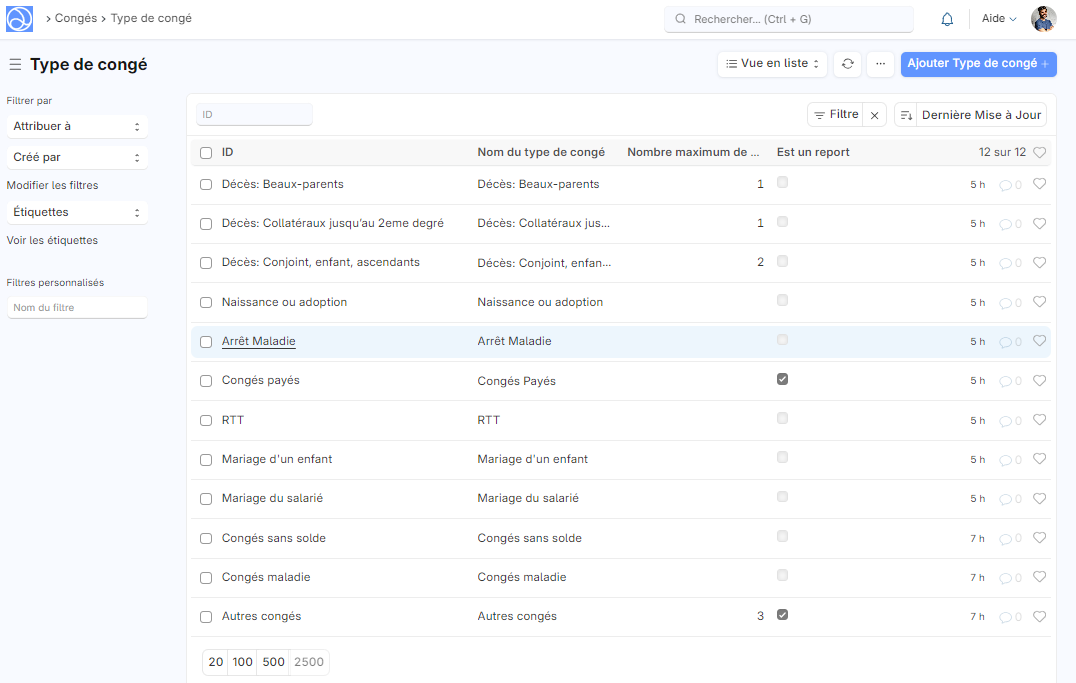 Congés Type de congé
Rechercher... (Ctrl + G)
Aide
Type de congé
Vue en liste
...
Ajouter Type de congé +
Filtrer par
Attribuer à
Créé par
Modifier les filtres
Étiquettes
Voir les étiquettes
Filtres personnalisés
Nom du filtre
ID
Filtre
Dernière Mise à Jour
ID Nom du type de congé Nombre maximum de ... Est un report 12 sur 12
Décès: Beaux-parents Décès: Beaux-parents 1 5 h 0
Décès: Collatéraux jusqu'au 2eme degré Décès: Collatéraux jus... 1 5 h 0
Décès: Conjoint, enfant, ascendants Décès: Conjoint, enfan... 2 5 h 0
Naissance ou adoption Naissance ou adoption 5 h 0
Arrêt Maladie Arrêt Maladie 5 h 0
Congés payés Congés Payés 5 h 0
RTT RTT 5 h 0
Mariage d'un enfant Mariage d'un enfant 5 h 0
Mariage du salarié Mariage du salarié 5 h 0
Congés sans solde Congés sans solde 7 h 0
Congés maladie Congés maladie 7 h 0
Autres congés Autres congés 3 7 h 0
20 100 500 2500